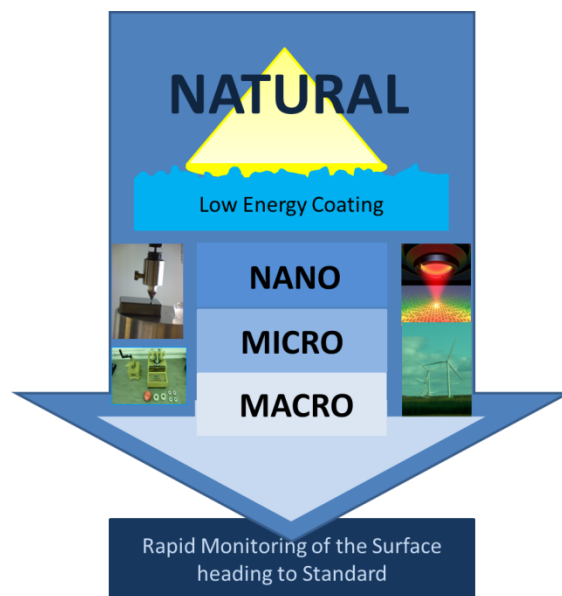 NATURAL
Low Energy Coating
NANO
MICRO
MACRO
Rapid Monitoring of the Surface
heading to Standard